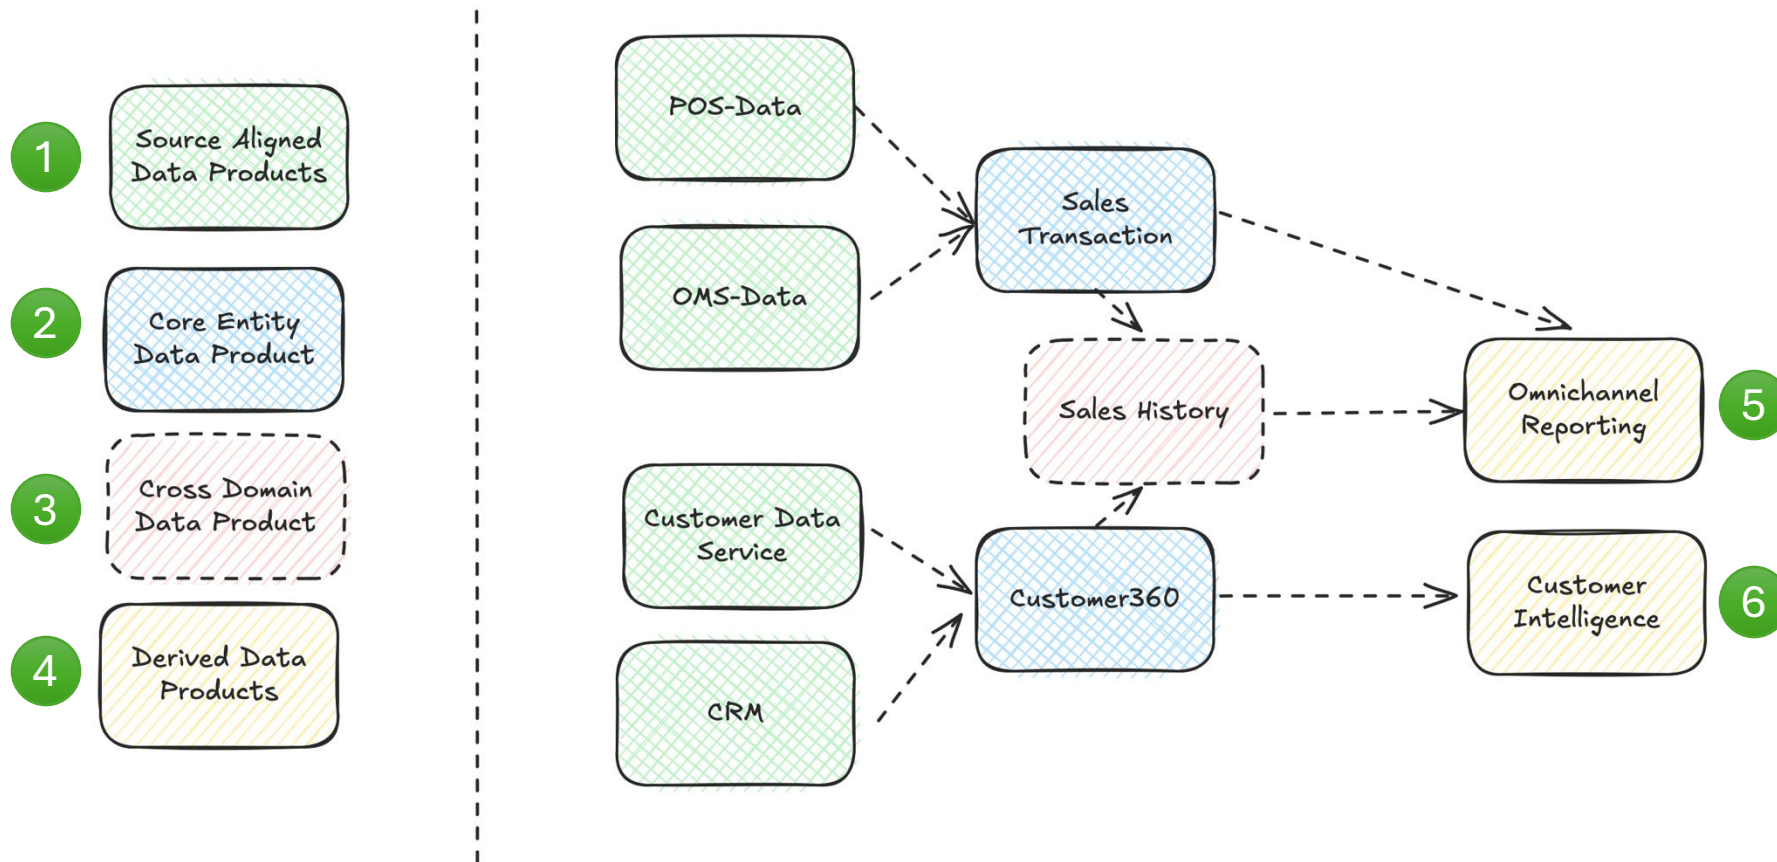 1
Source Aligned
Data Products
2
Core Entity
Data Product
3
Cross Domain
Data Product
4
Derived Data
Products
POS-Data
OMS-Data
Customer Data
Service
CRM
Sales
Transaction
Sales History
Customer360
Omnichannel
Reporting
5
Customer
Intelligence
6